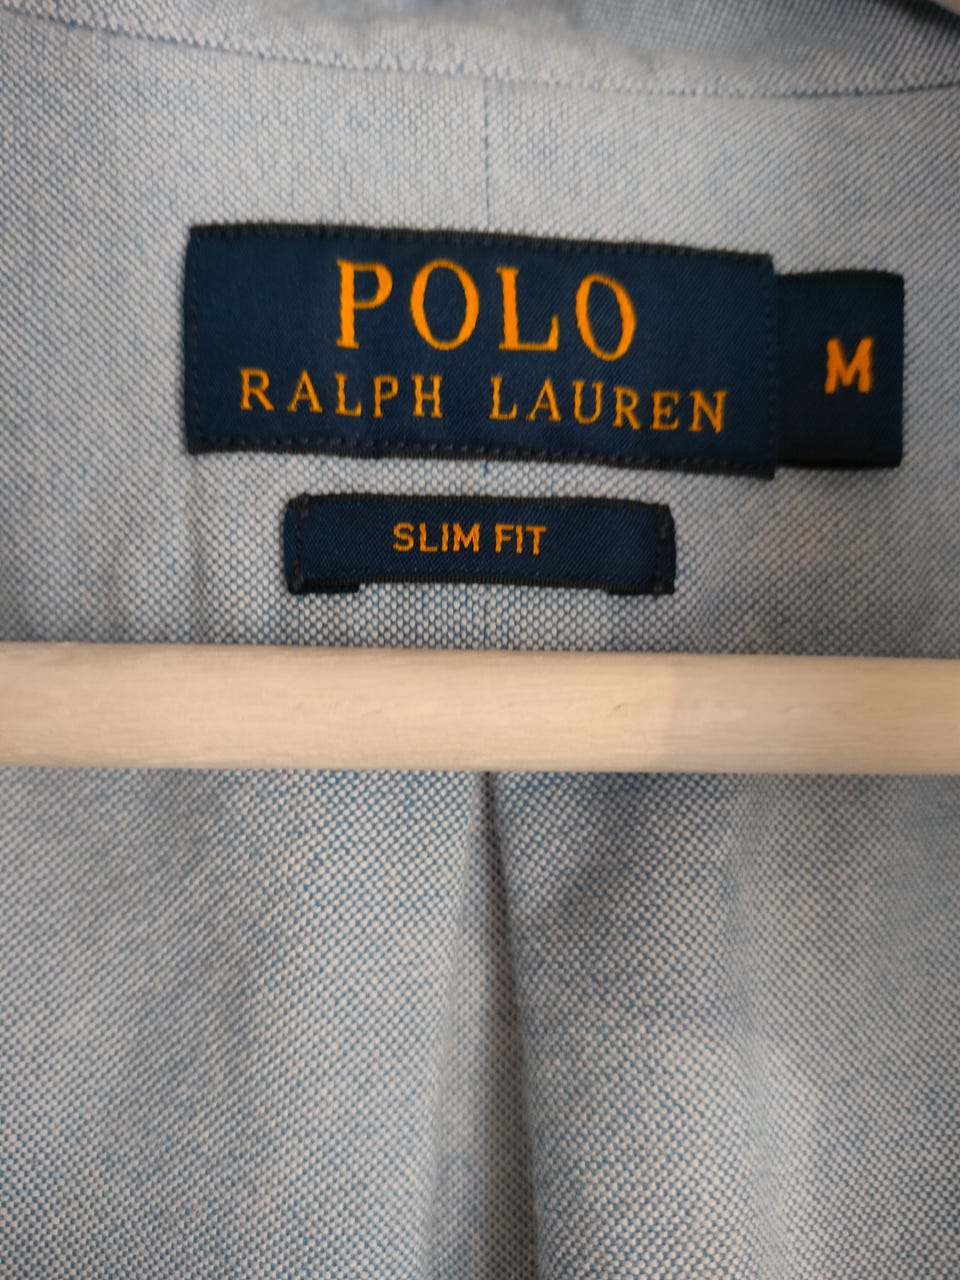 POLO
RALPH LAUREN
M
SLIM FIT